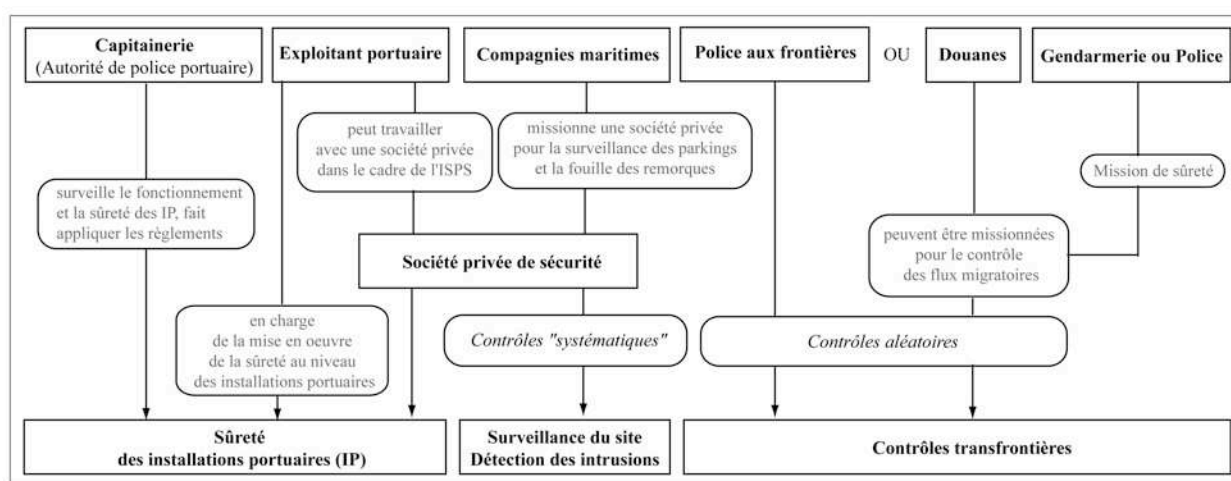 Capitainerie
(Autorité de police portuaire)
Exploitant portuaire
Compagnies maritimes
Police aux frontières
OU
Douanes
Gendarmerie ou Police
peut travailler
avec une société privée
dans le cadre de l'ISPS
missionne une société privée
pour la surveillance des parkings
et la fouille des remorques
Mission de sûreté
surveille le fonctionnement
et la sûreté des IP, fait
appliquer les règlements
peuvent être missionnées
pour le contrôle
des flux migratoires
Société privée de sécurité
en charge
de la mise en oeuvre
de la sûreté au niveau
des installations portuaires
Contrôles "systématiques"
Contrôles aléatoires
Sûreté
des installations portuaires (IP)
Surveillance du site
Détection des intrusions
Contrôles transfrontières